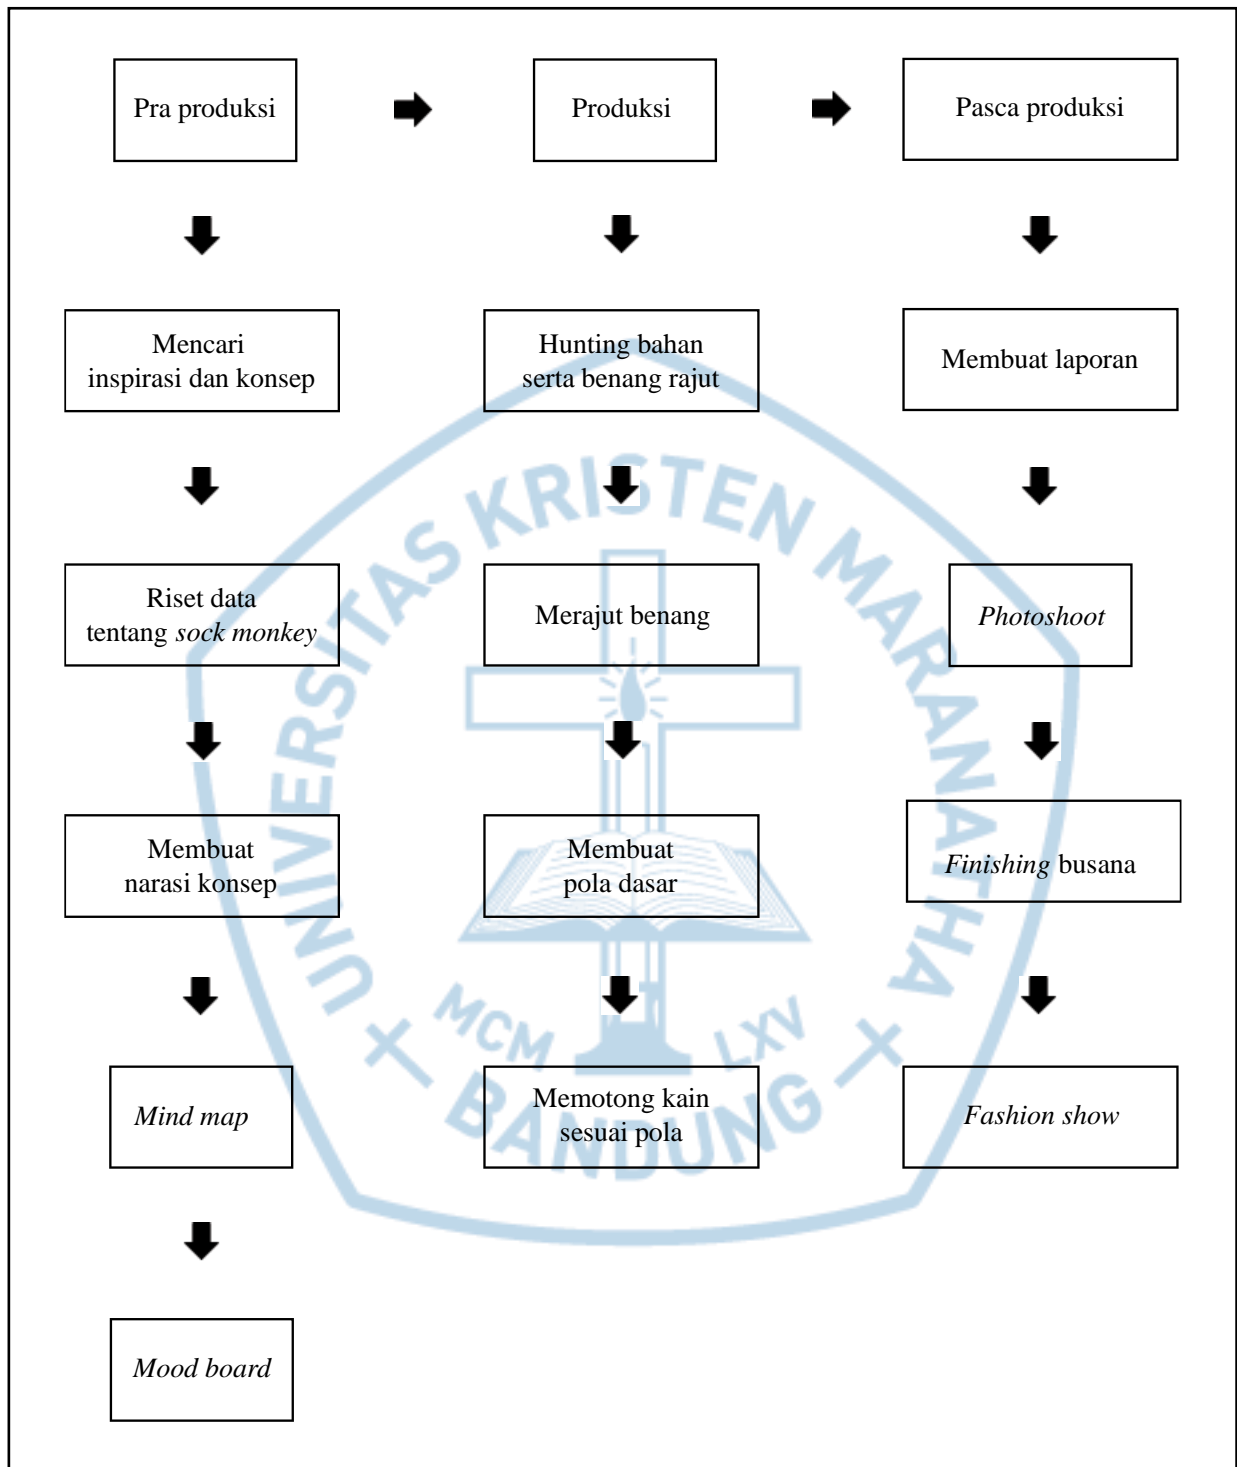 Pra produksi
Produksi
Pasca produksi
Mencari
inspirasi dan konsep
Hunting bahan
serta benang rajut
Membuat laporan
Riset data
tentang sock monkey
Merajut benang
Photoshoot
Membuat
narasi konsep
Membuat
pola dasar
Finishing busana
Mind map
Memotong kain
sesuai pola
Fashion show
Mood board
UNIVERSITAS KRISTEN MARANATHA
MCM LXV
BANDUNG